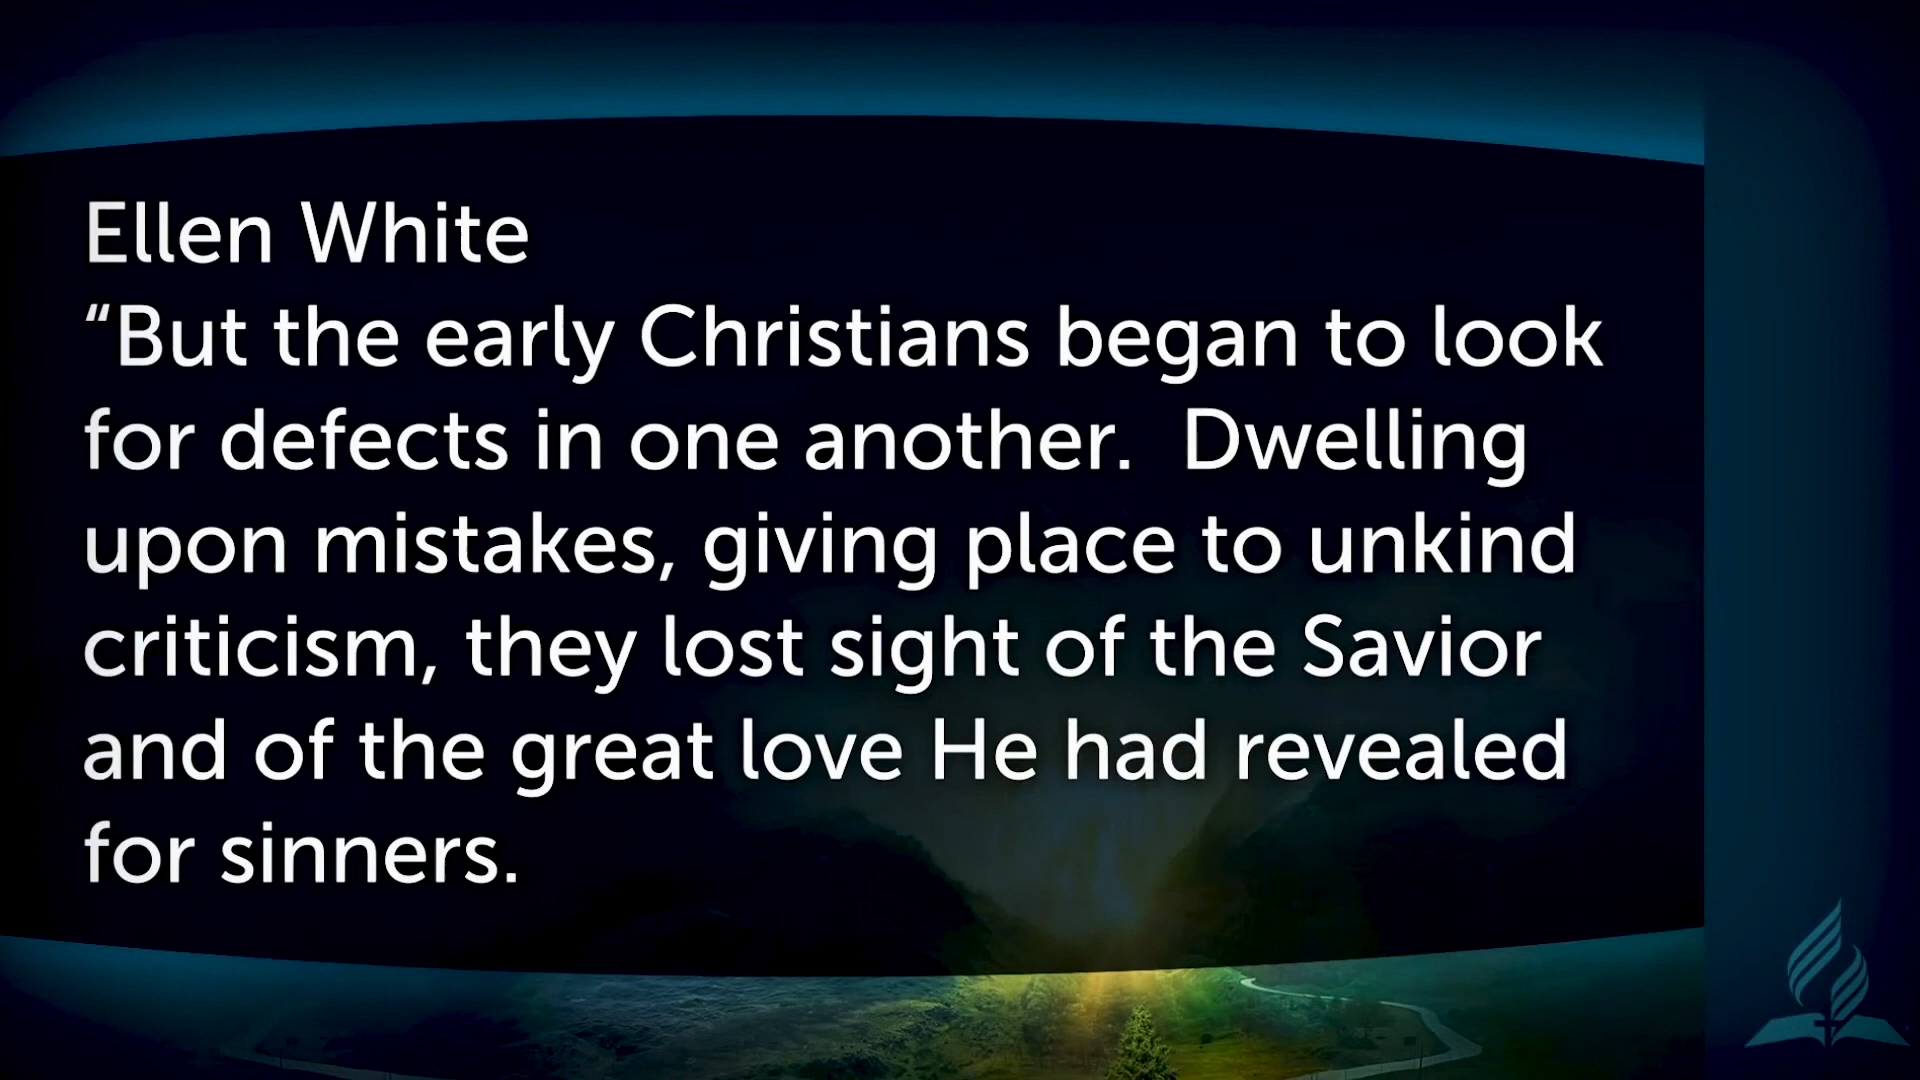 Ellen White
“But the early Christians began to look
for defects in one another.  Dwelling
upon mistakes, giving place to unkind
criticism, they lost sight of the Savior
and of the great love He had revealed
for sinners.